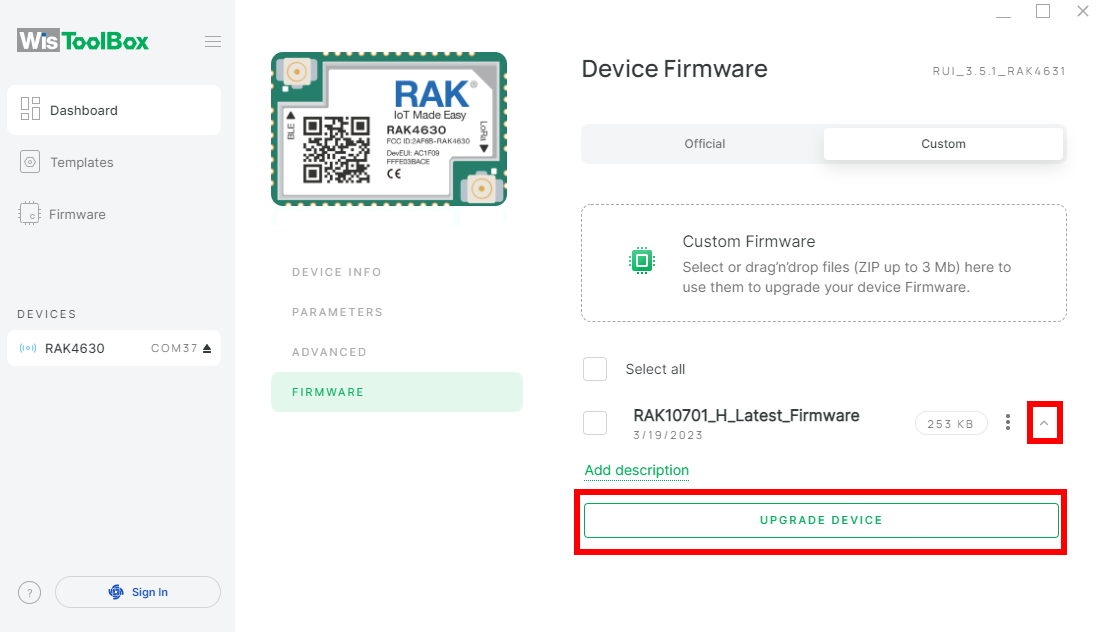 WisToolBox
Dashboard
Templates
Firmware
DEVICES
RAK4630 COM37
?
Sign In
RAK®
IoT Made Easy
RAK4630
FCC ID:2AF6B-RAK4630
DevEUI: AC1F09
FFFE03BACE
CE
BLE
LoRa
DEVICE INFO
PARAMETERS
ADVANCED
FIRMWARE
Device Firmware
RUI_3.5.1_RAK4631
Official
Custom
Custom Firmware
Select or drag'n'drop files (ZIP up to 3 Mb) here to
use them to upgrade your device Firmware.
Select all
RAK10701_H_Latest_Firmware
3/19/2023
253 KB
Add description
UPGRADE DEVICE